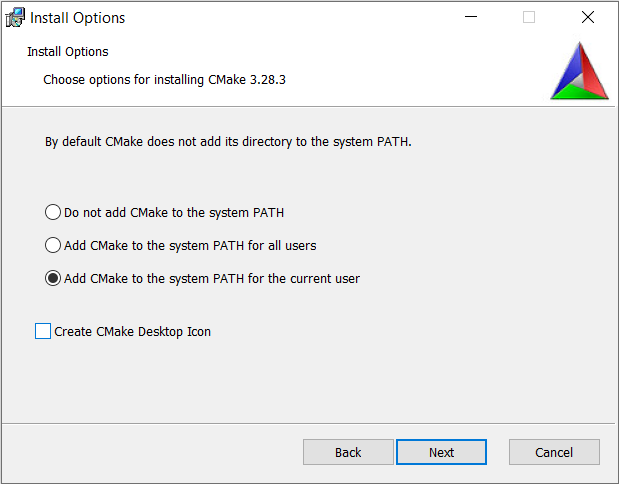 Install Options
Install Options
Choose options for installing CMake 3.28.3
By default CMake does not add its directory to the system PATH.
Do not add CMake to the system PATH
Add CMake to the system PATH for all users
Add CMake to the system PATH for the current user
Create CMake Desktop Icon
Back Next Cancel